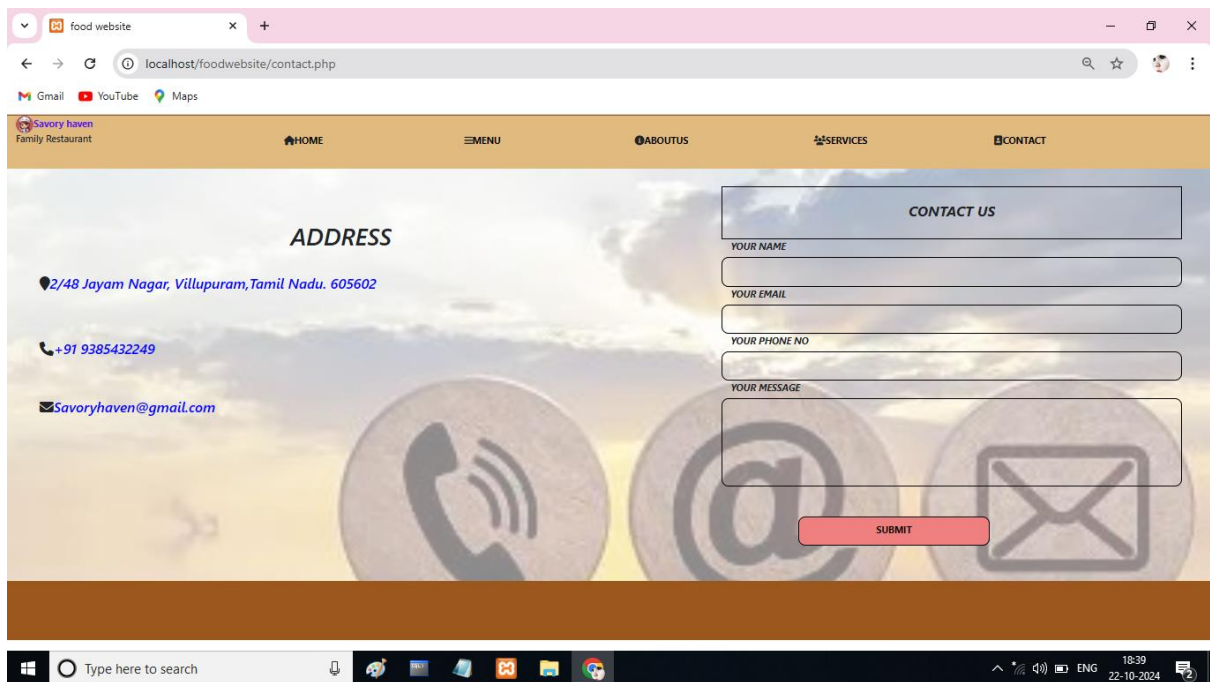 food website
localhost/foodwebsite/contact.php
Gmail YouTube Maps
Savory haven
Family Restaurant
HOME MENU ABOUTUS SERVICES CONTACT
ADDRESS
2/48 Jayam Nagar, Villupuram,Tamil Nadu. 605602
+91 9385432249
Savoryhaven@gmail.com
CONTACT US
YOUR NAME
YOUR EMAIL
YOUR PHONE NO
YOUR MESSAGE
SUBMIT
Type here to search
ENG
18:39
22-10-2024
2